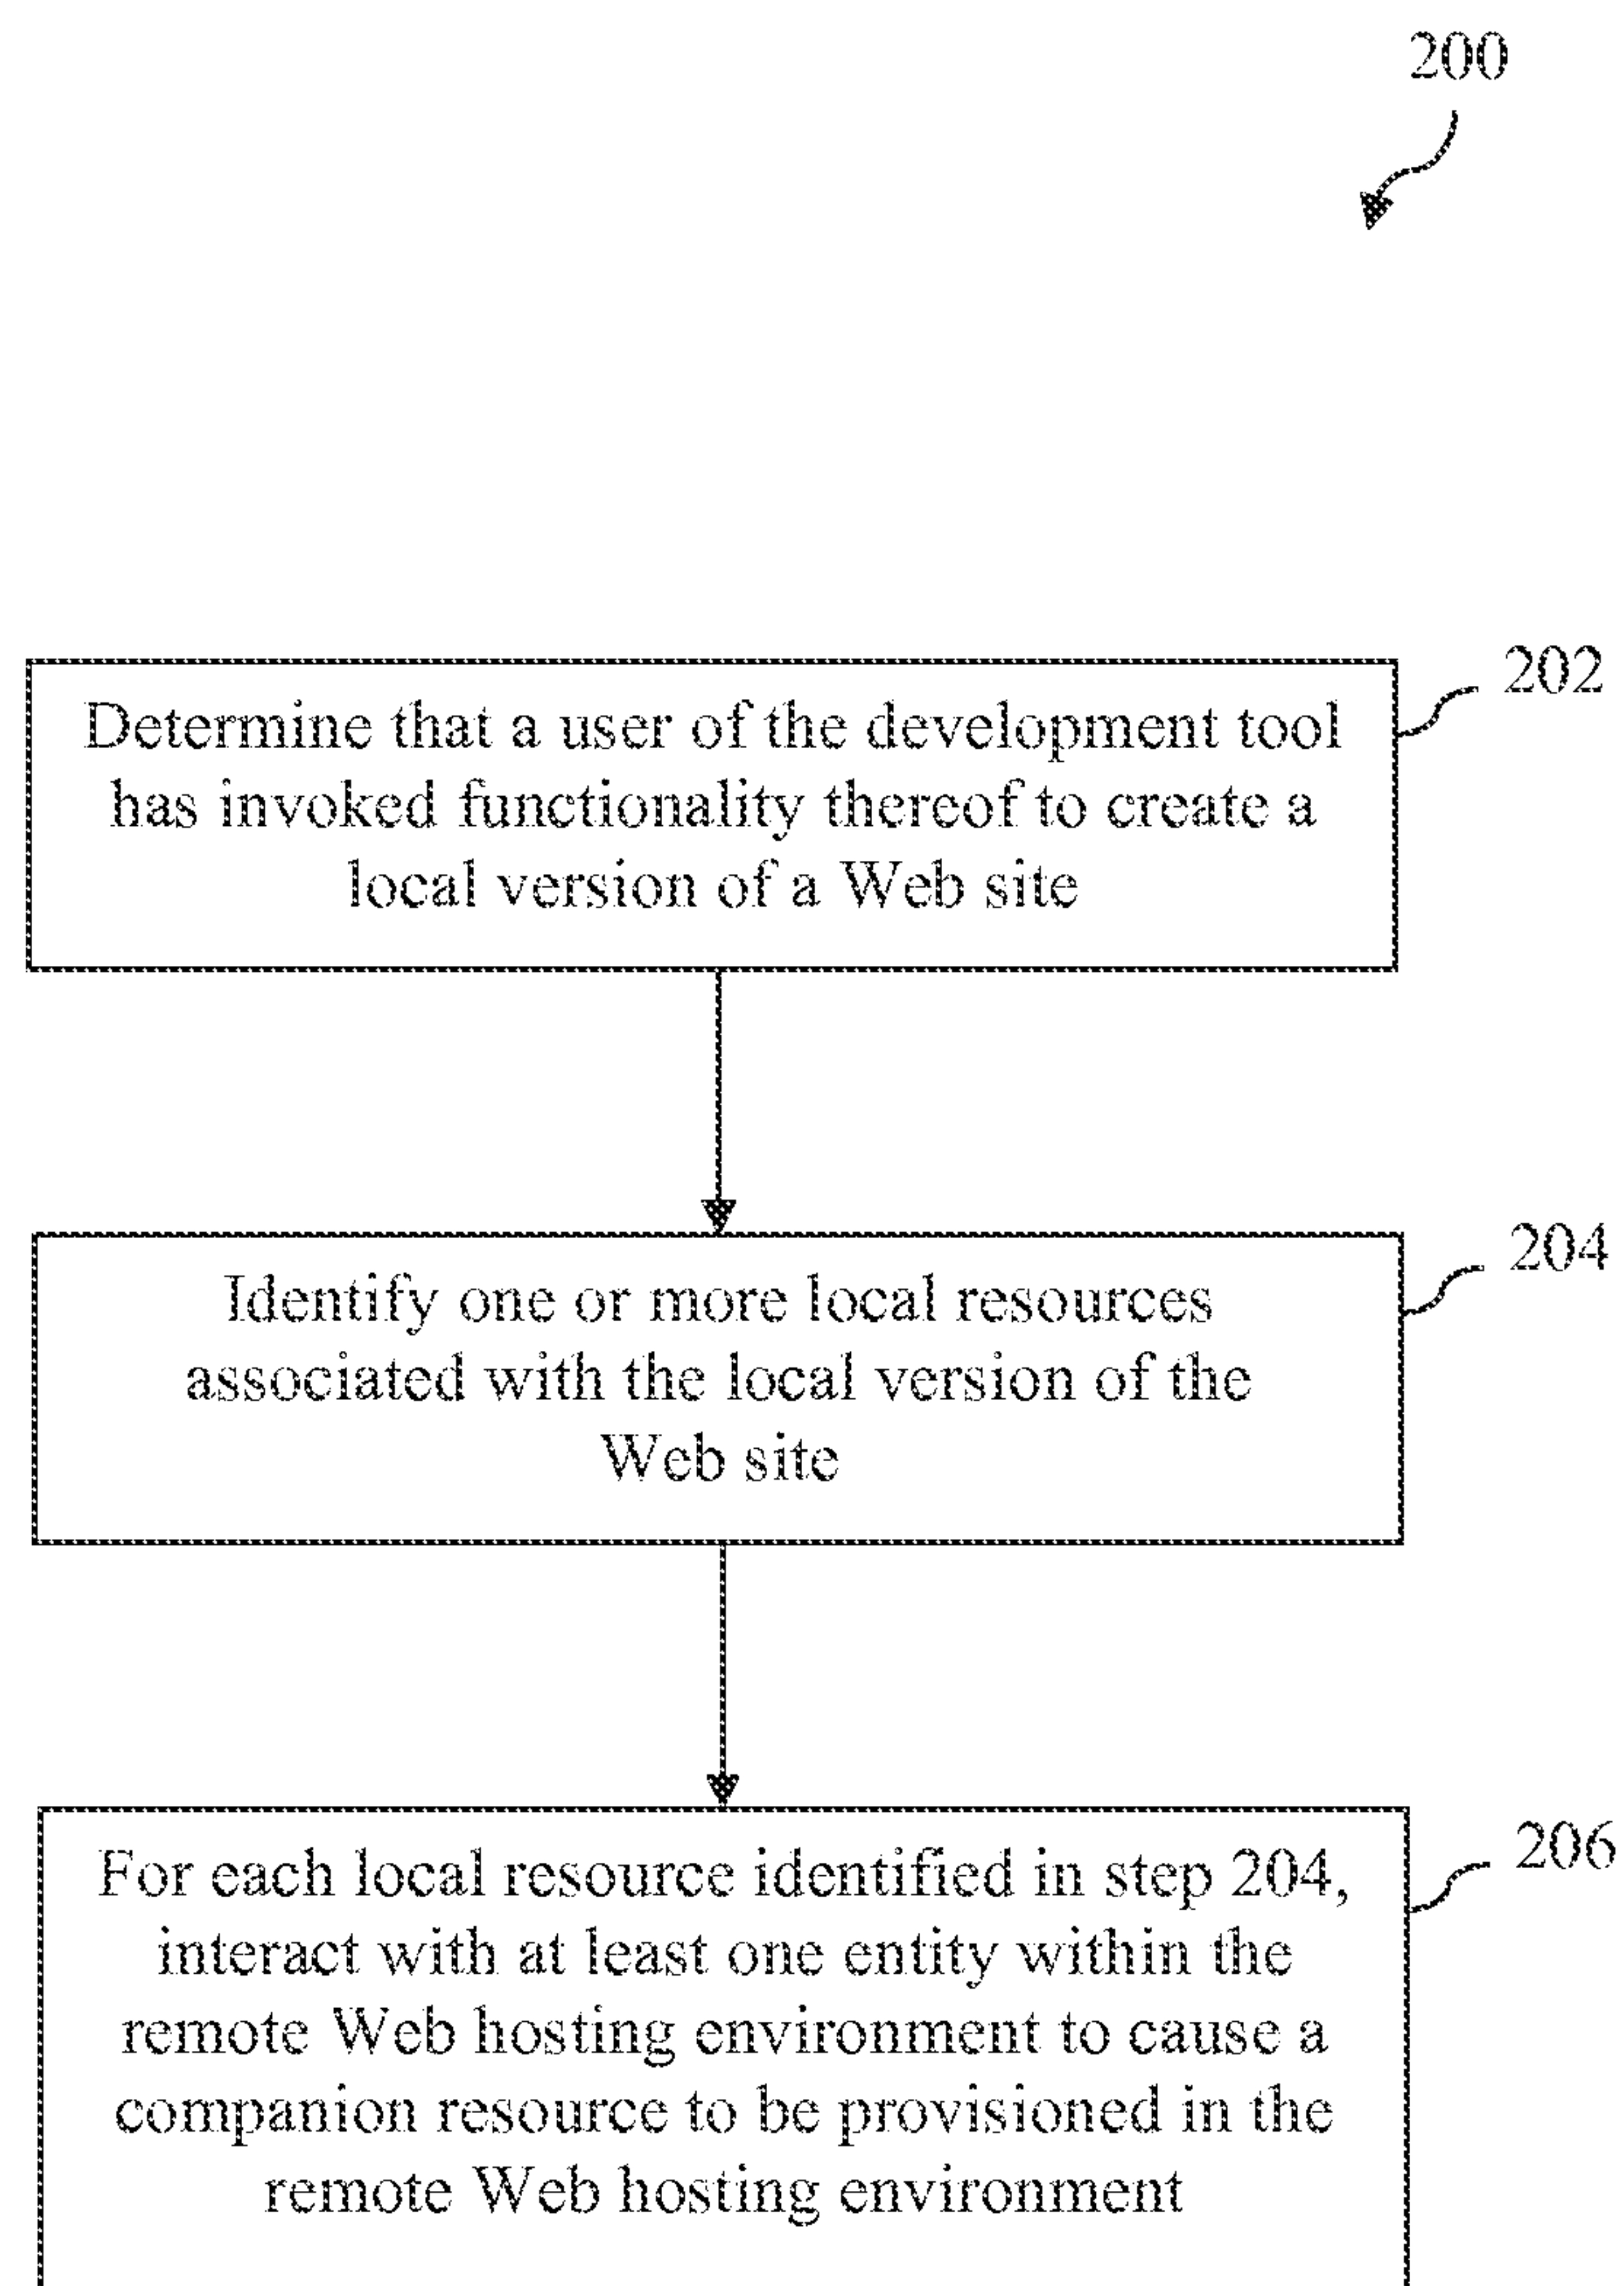 200
202
Determine that a user of the development tool
has invoked functionality thereof to create a
local version of a Web site
204
Identify one or more local resources
associated with the local version of the
Web site
206
For each local resource identified in step 204,
interact with at least one entity within the
remote Web hosting environment to cause a
companion resource to be provisioned in the
remote Web hosting environment